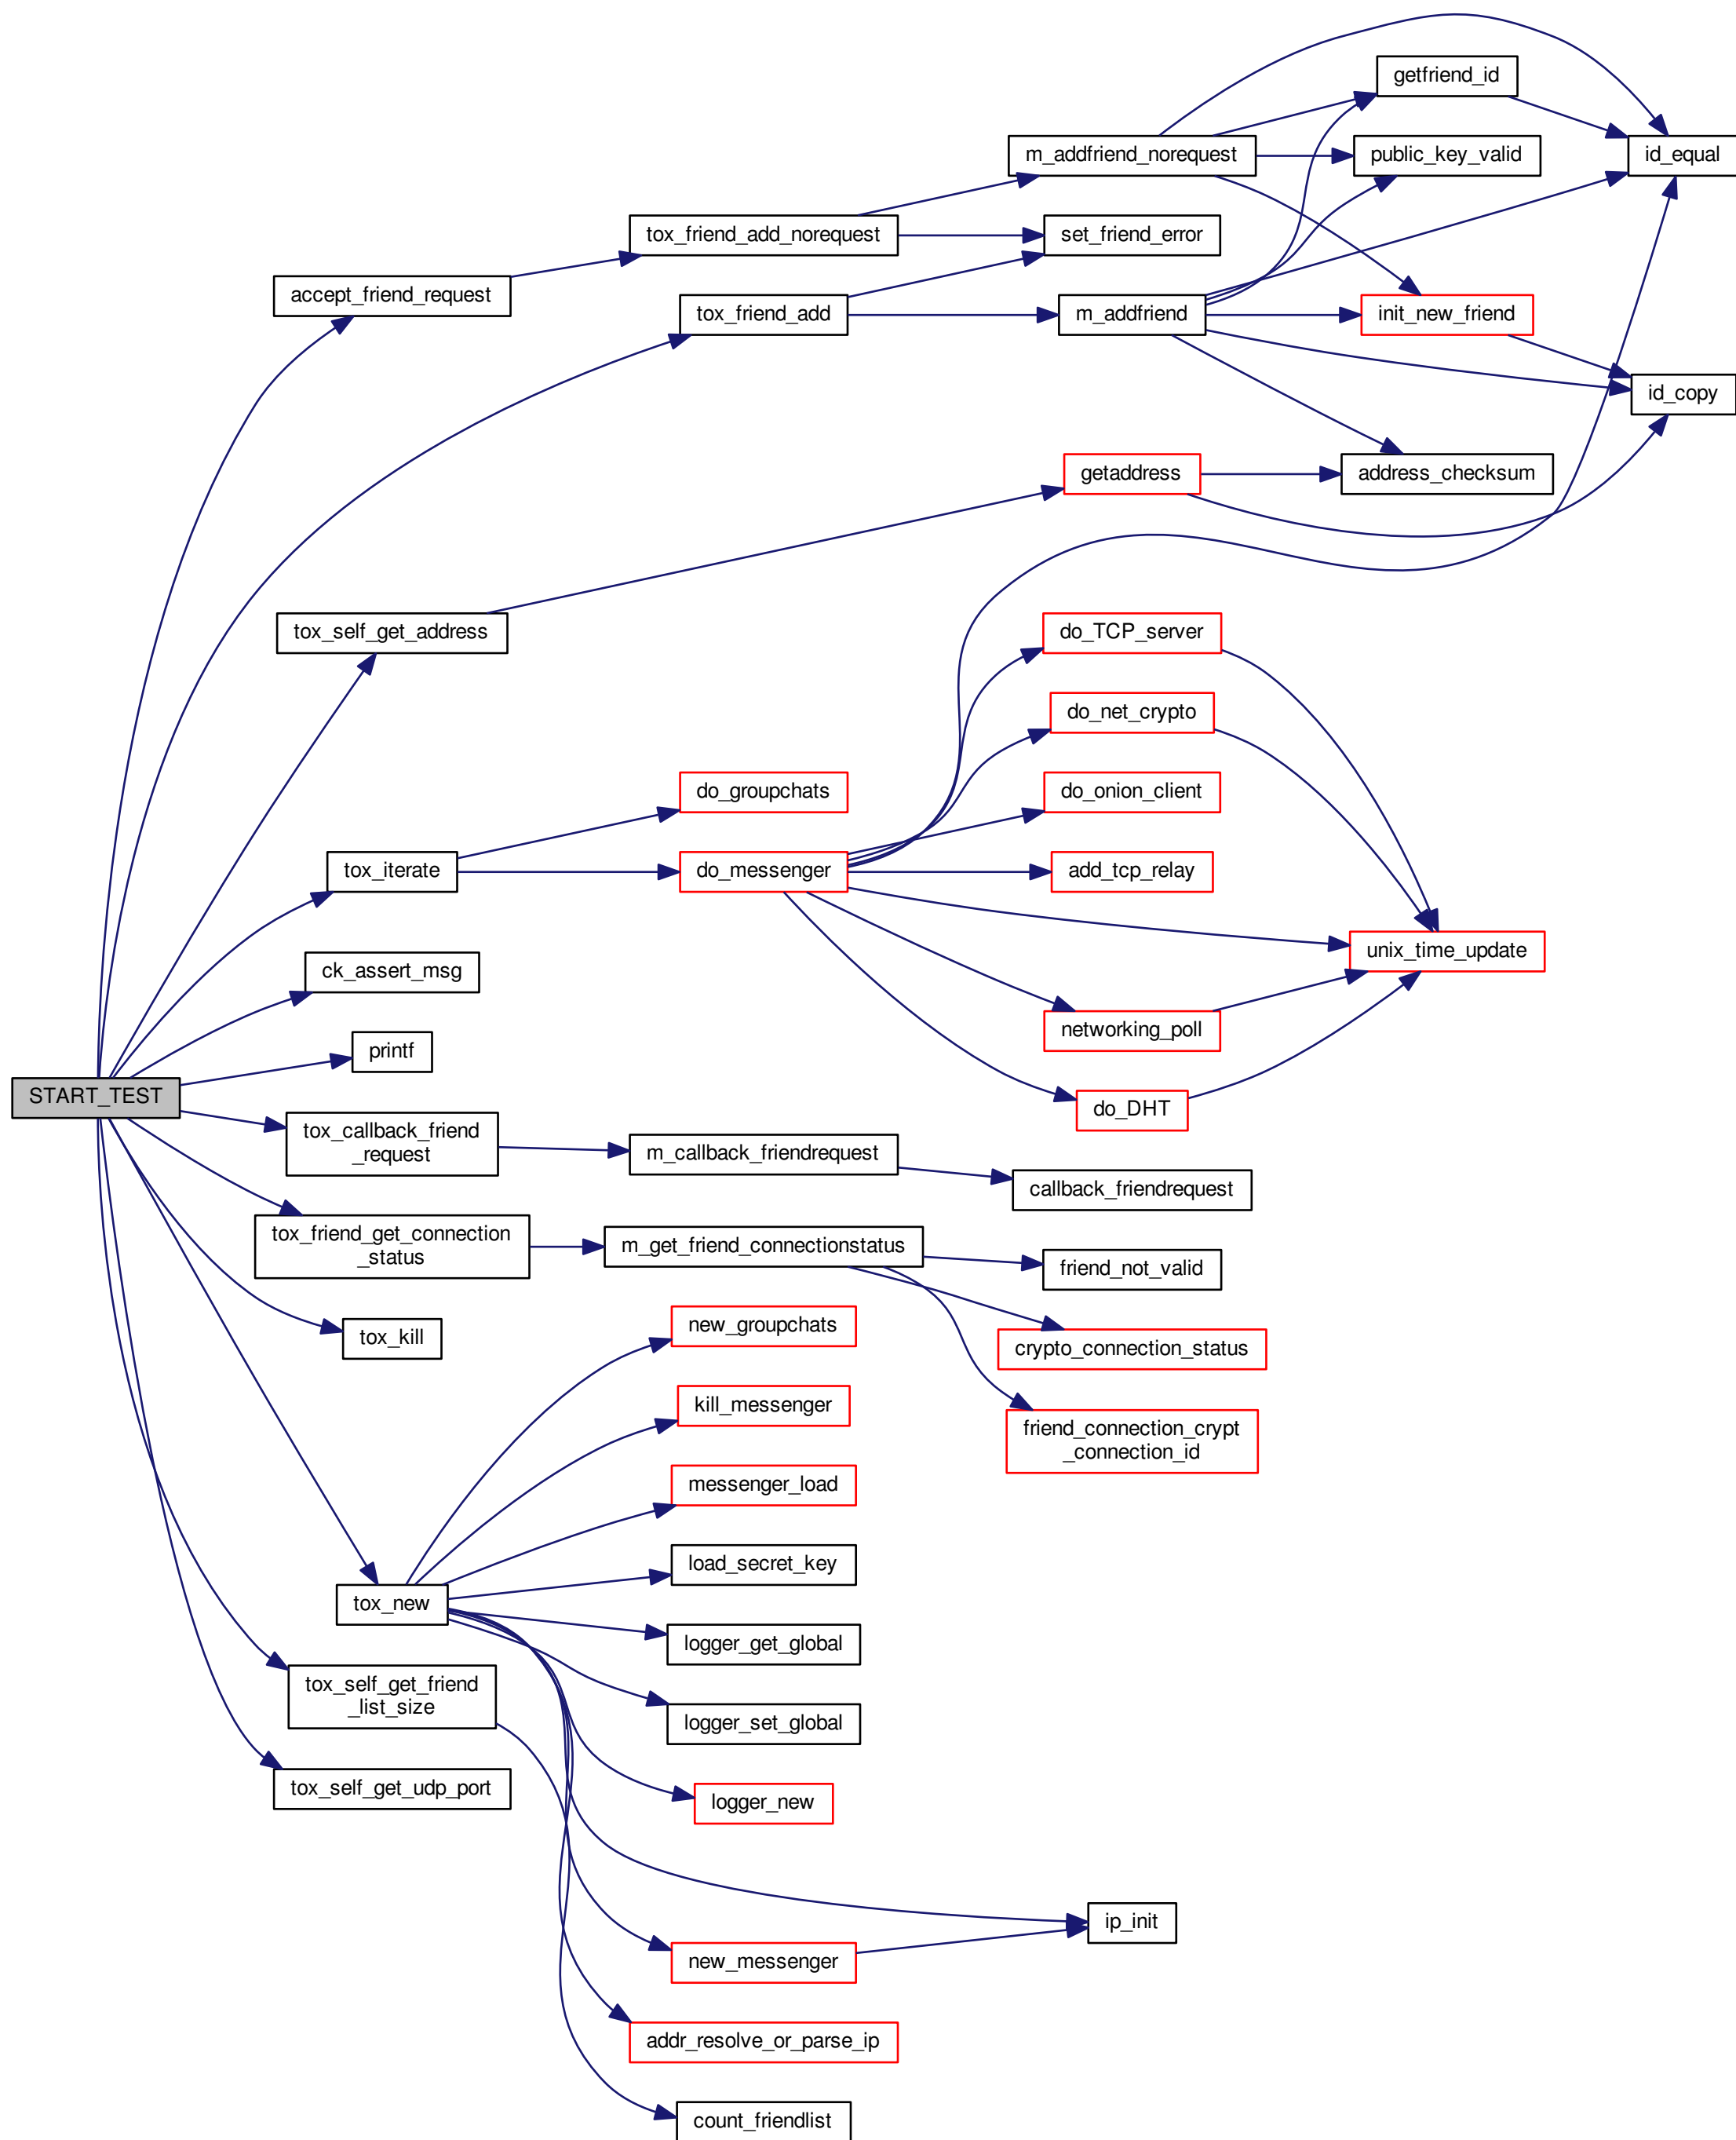 getfriend_id
m_addfriend_norequest
public_key_valid
id_equal
tox_friend_add_norequest
set_friend_error
accept_friend_request
tox_friend_add
m_addfriend
init_new_friend
id_copy
getaddress
address_checksum
tox_self_get_address
do_TCP_server
do_net_crypto
do_groupchats
do_onion_client
tox_iterate
do_messenger
add_tcp_relay
ck_assert_msg
unix_time_update
printf
networking_poll
START_TEST
do_DHT
tox_callback_friend
_request
m_callback_friendrequest
callback_friendrequest
tox_friend_get_connection
_status
m_get_friend_connectionstatus
friend_not_valid
tox_kill
new_groupchats
crypto_connection_status
kill_messenger
friend_connection_crypt
_connection_id
messenger_load
load_secret_key
tox_new
logger_get_global
tox_self_get_friend
_list_size
logger_set_global
tox_self_get_udp_port
logger_new
ip_init
new_messenger
addr_resolve_or_parse_ip
count_friendlist